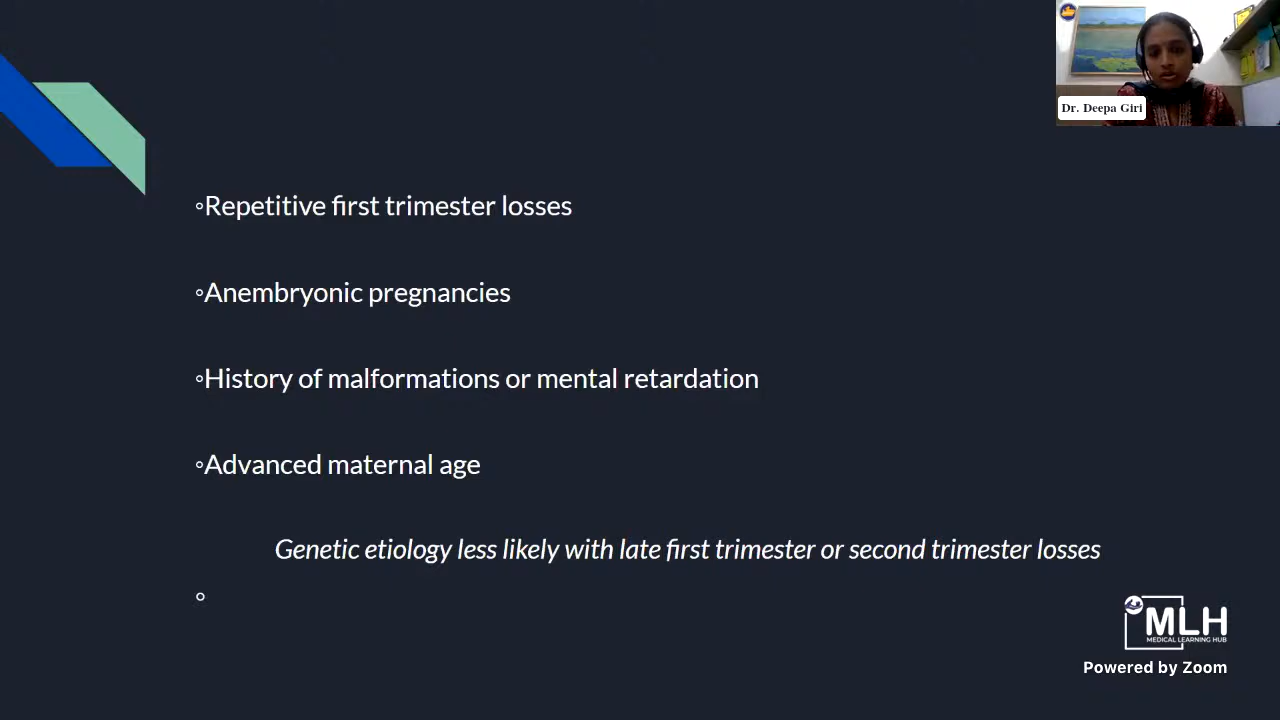 Dr. Deepa Giri
◦Repetitive first trimester losses
◦Anembryonic pregnancies
◦History of malformations or mental retardation
◦Advanced maternal age
Genetic etiology less likely with late first trimester or second trimester losses
◦
MLH
MEDICAL LEARNING HUB
Powered by Zoom